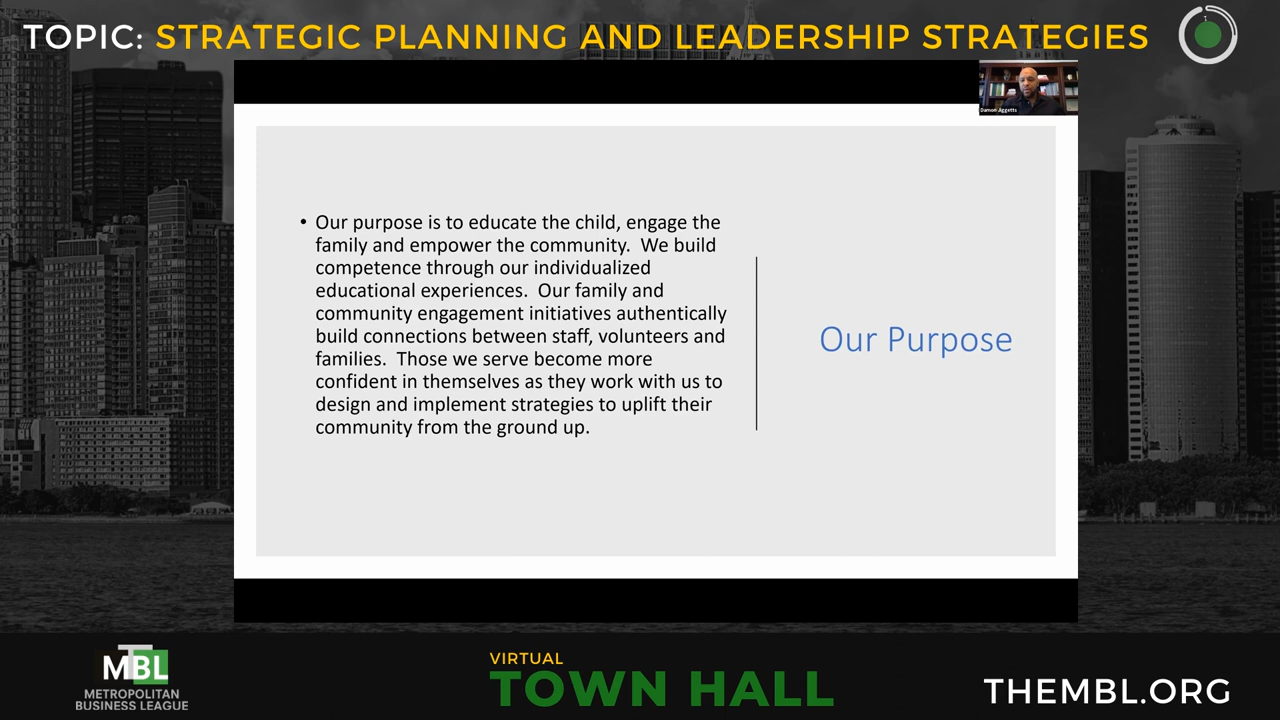 TOPIC: STRATEGIC PLANNING AND LEADERSHIP STRATEGIES
Damon Jiggetts
• Our purpose is to educate the child, engage the
family and empower the community. We build
competence through our individualized
educational experiences. Our family and
community engagement initiatives authentically
build connections between staff, volunteers and
families. Those we serve become more
confident in themselves as they work with us to
design and implement strategies to uplift their
community from the ground up.
Our Purpose
MBL
METROPOLITAN
BUSINESS LEAGUE
VIRTUAL
TOWN HALL
THEMBL.ORG